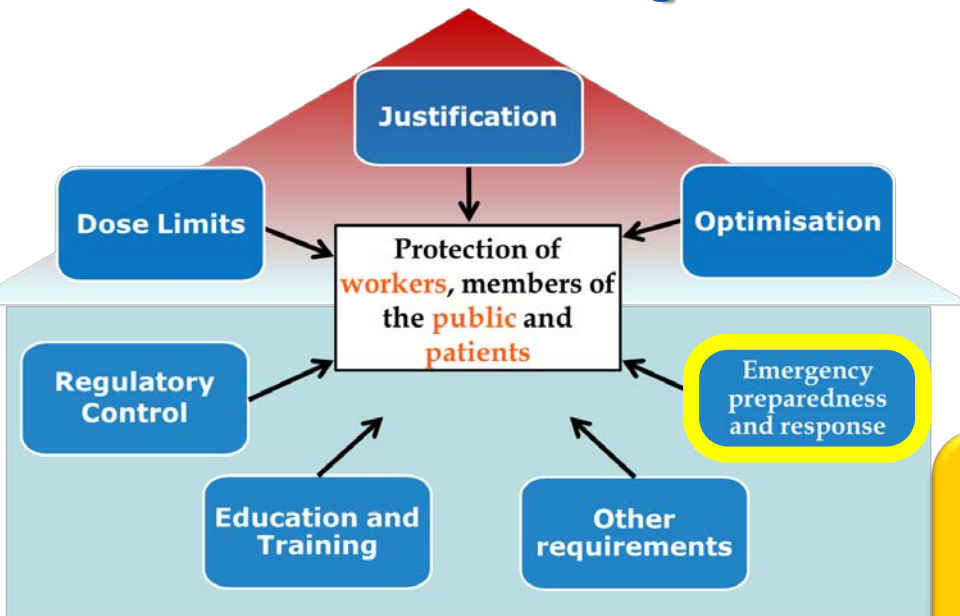 Justification
Dose Limits
Optimisation
Protection of
workers, members of
the public and
patients
Regulatory
Control
Emergency
preparedness
and response
Education and
Training
Other
requirements